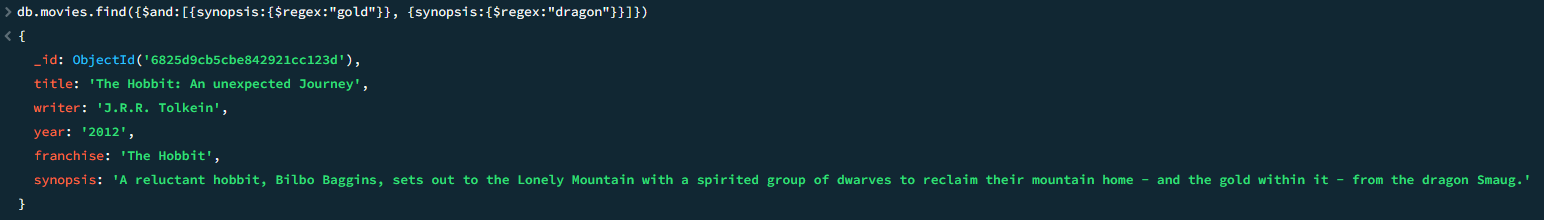 > db.movies.find({$and:[{synopsis:{$regex:"gold"}}, {synopsis:{$regex:"dragon"}}]})
< {
_id: ObjectId('6825d9cb5cbe842921cc123d'),
title: 'The Hobbit: An unexpected Journey',
writer: 'J.R.R. Tolkein',
year: '2012',
franchise: 'The Hobbit',
synopsis: 'A reluctant hobbit, Bilbo Baggins, sets out to the Lonely Mountain with a spirited group of dwarves to reclaim their mountain home - and the gold within it - from the dragon Smaug.'
}